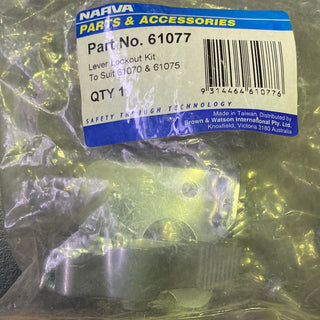 NARVA
PARTS & ACCESSORIES
Part No. 61077
Lever Lockout Kit
To Suit 61070 & 61075
QTY 1
9 314464 610776
SAFETY THROUGH TECHNOLOGY
Made in Taiwan, Distributed by
Brown & Watson International Pty. Ltd.
Knoxfield, Victoria 3180 Australia